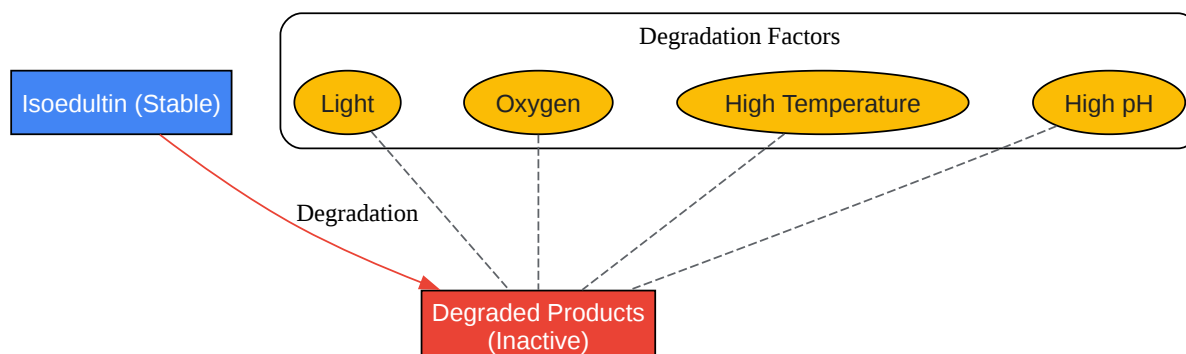 Degradation Factors
Isoedultin (Stable)
Light
Oxygen
High Temperature
High pH
Degradation
Degraded Products
(Inactive)